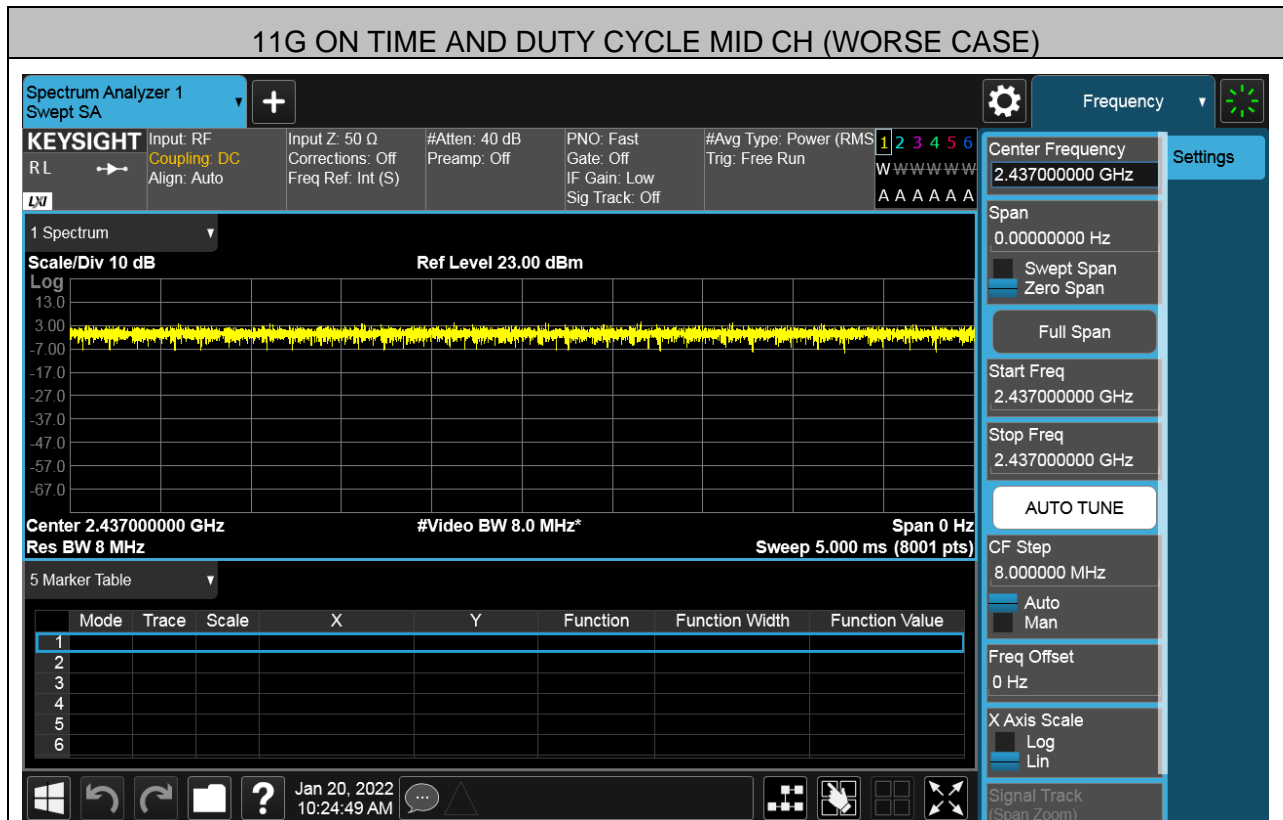 11G ON TIME AND DUTY CYCLE MID CH (WORSE CASE)
Spectrum Analyzer 1
Swept SA
Frequency
KEYSIGHT
RL
LXI
Input: RF
Coupling: DC
Align: Auto
Input Z: 50 Ω
Corrections: Off
Freq Ref: Int (S)
#Atten: 40 dB
Preamp: Off
PNO: Fast
Gate: Off
IF Gain: Low
Sig Track: Off
#Avg Type: Power (RMS
Trig: Free Run
1 2 3 4 5 6
W W W W W W
A A A A A A
1 Spectrum
Scale/Div 10 dB
Ref Level 23.00 dBm
Log
13.0
3.00
-7.00
-17.0
-27.0
-37.0
-47.0
-57.0
-67.0
Center 2.437000000 GHz
#Video BW 8.0 MHz*
Span 0 Hz
Res BW 8 MHz
Sweep 5.000 ms (8001 pts)
5 Marker Table
Mode Trace Scale X Y Function Function Width Function Value
1
2
3
4
5
6
Jan 20, 2022
10:24:49 AM
Center Frequency
2.437000000 GHz
Settings
Span
0.00000000 Hz
Swept Span
Zero Span
Full Span
Start Freq
2.437000000 GHz
Stop Freq
2.437000000 GHz
AUTO TUNE
CF Step
8.000000 MHz
Auto
Man
Freq Offset
0 Hz
X Axis Scale
Log
Lin
Signal Track
(Span Zoom)